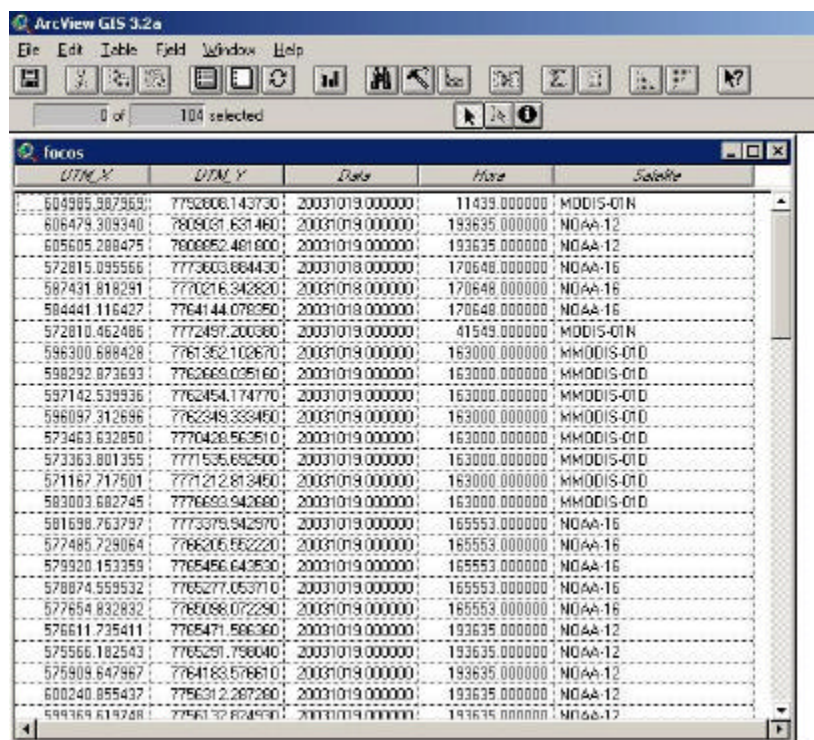 ArcView GIS 3.2a
File Edit Table Field Window Help
0 of 104 selected
focos
UTM_X UTM_Y Data Hora Satelite
604985.987969 7792808.143730 20031019.000000 11439.000000 MODIS-01N
606479.309340 7809031.631460 20031019.000000 193635.000000 NOAA-12
605605.288475 7808852.481800 20031019.000000 193635.000000 NOAA-12
572815.095566 7773603.884430 20031018.000000 170648.000000 NOAA-16
587431.818291 7770216.342820 20031018.000000 170648.000000 NOAA-16
584441.116427 7764144.078350 20031018.000000 170648.000000 NOAA-16
572810.462486 7772497.200380 20031019.000000 41549.000000 MODIS-01N
596300.688428 7761352.102670 20031019.000000 163000.000000 MMODIS-01D
598292.873693 7762669.035160 20031019.000000 163000.000000 MMODIS-01D
597142.539936 7762454.174770 20031019.000000 163000.000000 MMODIS-01D
596097.312696 7762349.333450 20031019.000000 163000.000000 MMODIS-01D
573463.632850 7770428.563510 20031019.000000 163000.000000 MMODIS-01D
573363.801355 7771535.692500 20031019.000000 163000.000000 MMODIS-01D
571167.717501 7771212.813450 20031019.000000 163000.000000 MMODIS-01D
583003.682745 7776693.942680 20031019.000000 163000.000000 MMODIS-01D
581698.763797 7773379.942970 20031019.000000 165553.000000 NOAA-16
577485.729064 7766205.552220 20031019.000000 165553.000000 NOAA-16
579920.153359 7765456.643530 20031019.000000 165553.000000 NOAA-16
578874.559532 7765277.053710 20031019.000000 165553.000000 NOAA-16
577654.832832 7765098.072290 20031019.000000 165553.000000 NOAA-16
576611.735411 7765471.586360 20031019.000000 193635.000000 NOAA-12
575566.182543 7765291.798040 20031019.000000 193635.000000 NOAA-12
575909.647967 7764183.576610 20031019.000000 193635.000000 NOAA-12
600240.855437 7756312.287280 20031019.000000 193635.000000 NOAA-12
599369.619748 7756132.824930 20031019.000000 193635.000000 NOAA-12